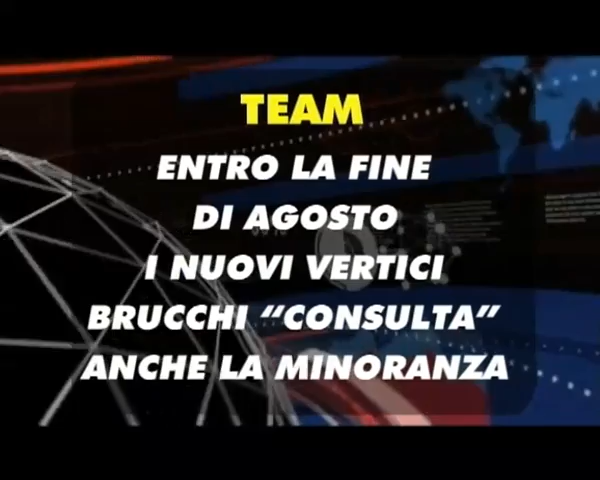 TEAM
ENTRO LA FINE
DI AGOSTO
I NUOVI VERTICI
BRUCCHI “CONSULTA”
ANCHE LA MINORANZA